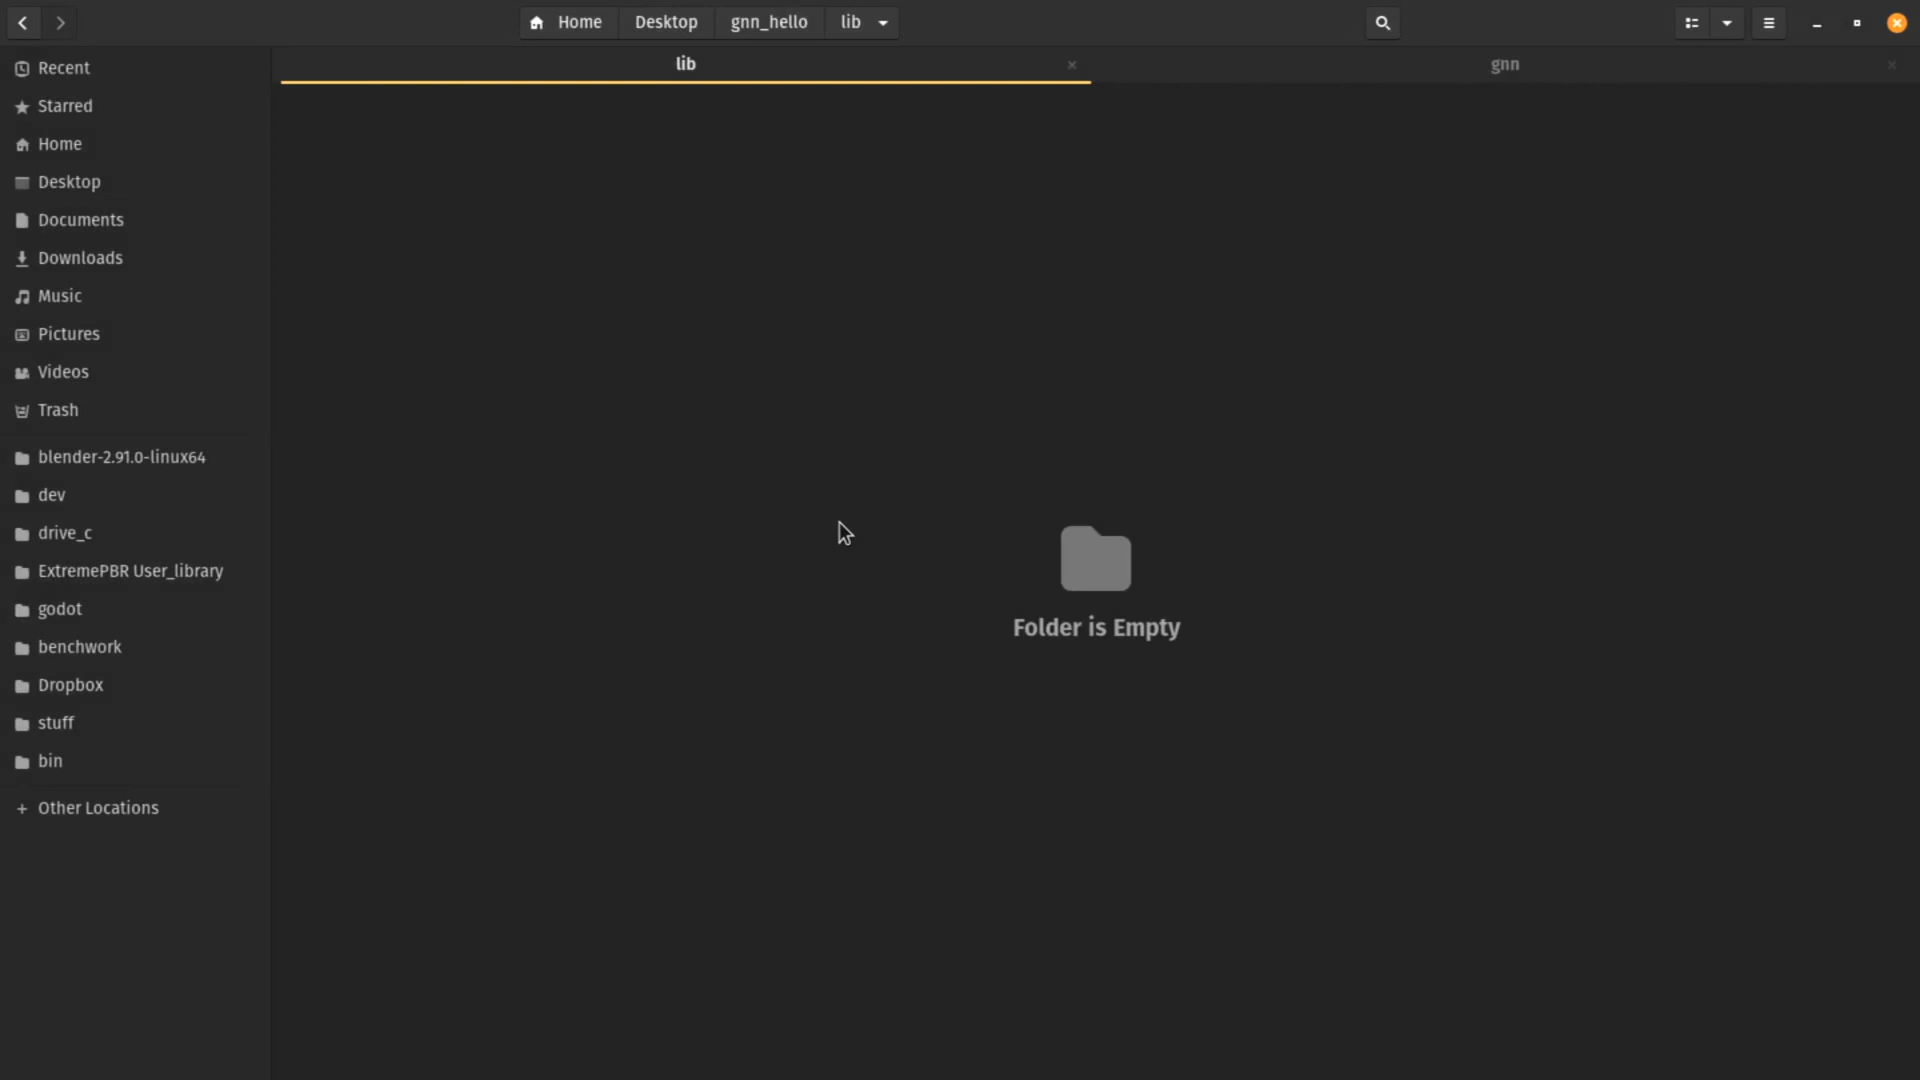 Home
Desktop
gnn_hello
lib
lib
gnn
Recent
Starred
Home
Desktop
Documents
Downloads
Music
Pictures
Videos
Trash
blender-2.91.0-linux64
dev
drive_c
ExtremePBR User_library
godot
benchwork
Dropbox
stuff
bin
Other Locations
Folder is Empty